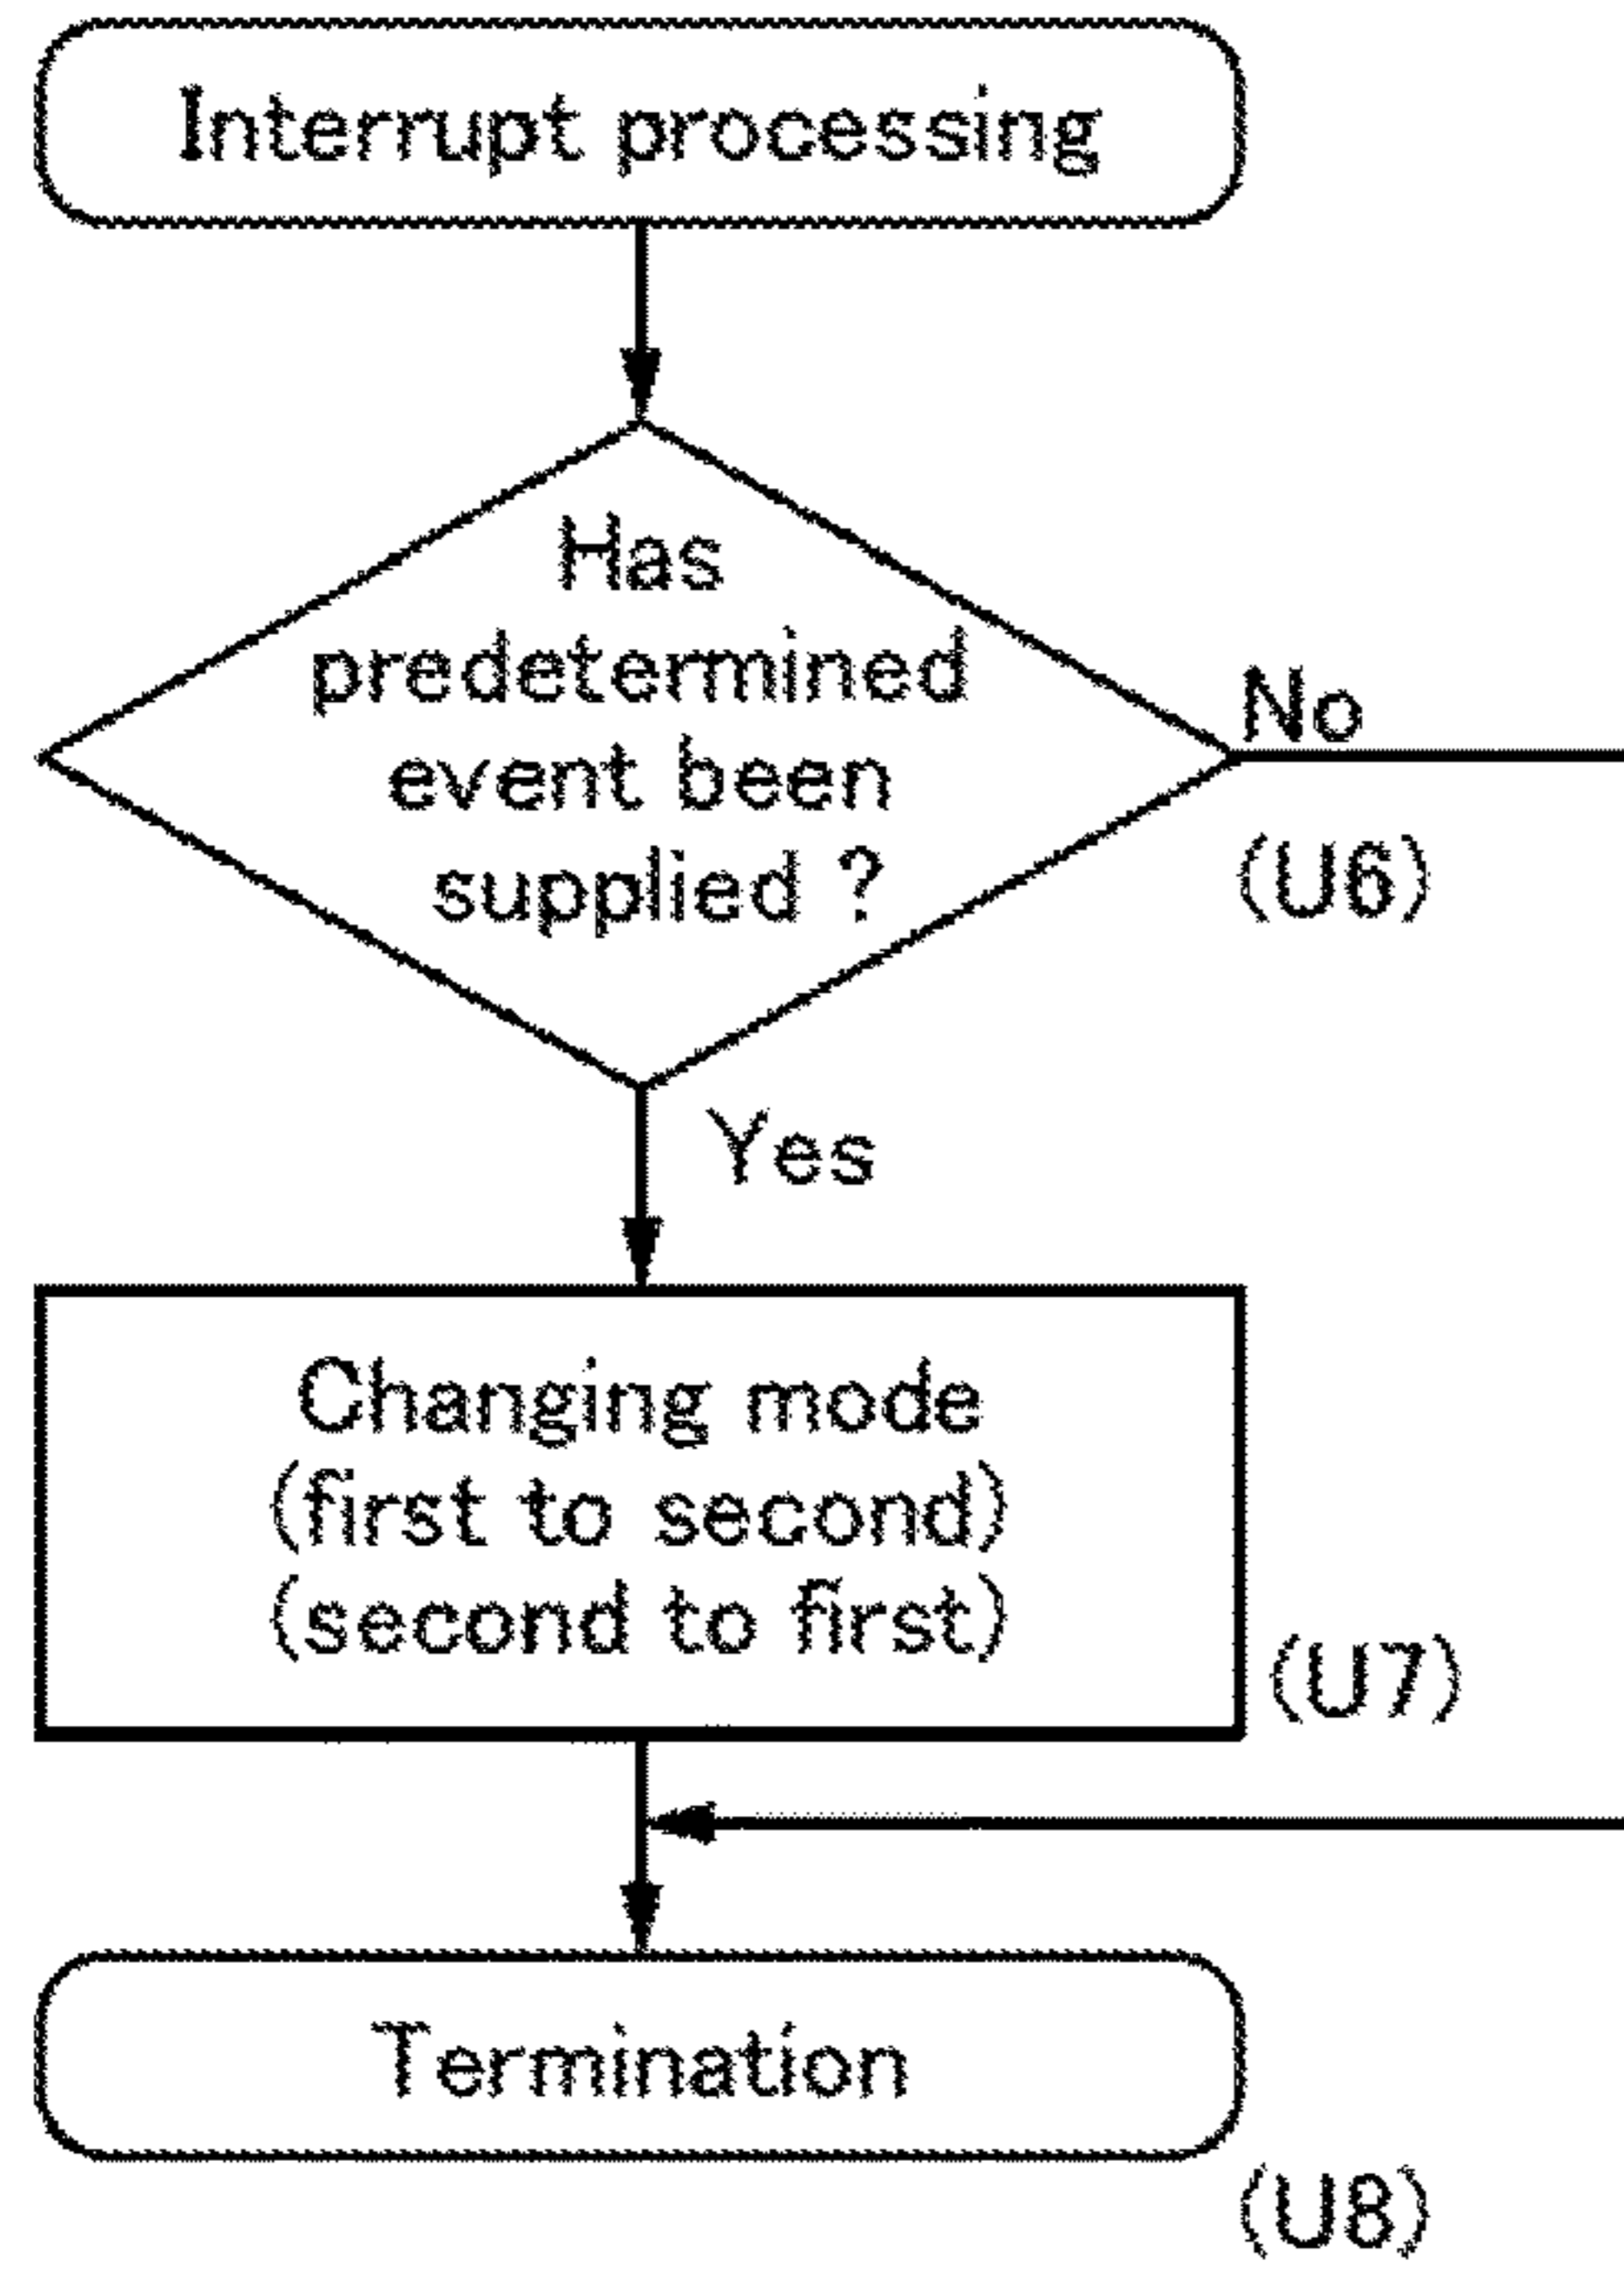 Interrupt processing
Has
predetermined
event been
supplied ?
No
(U6)
Yes
Changing mode
(first to second)
(second to first)
(U7)
Termination
(U8)